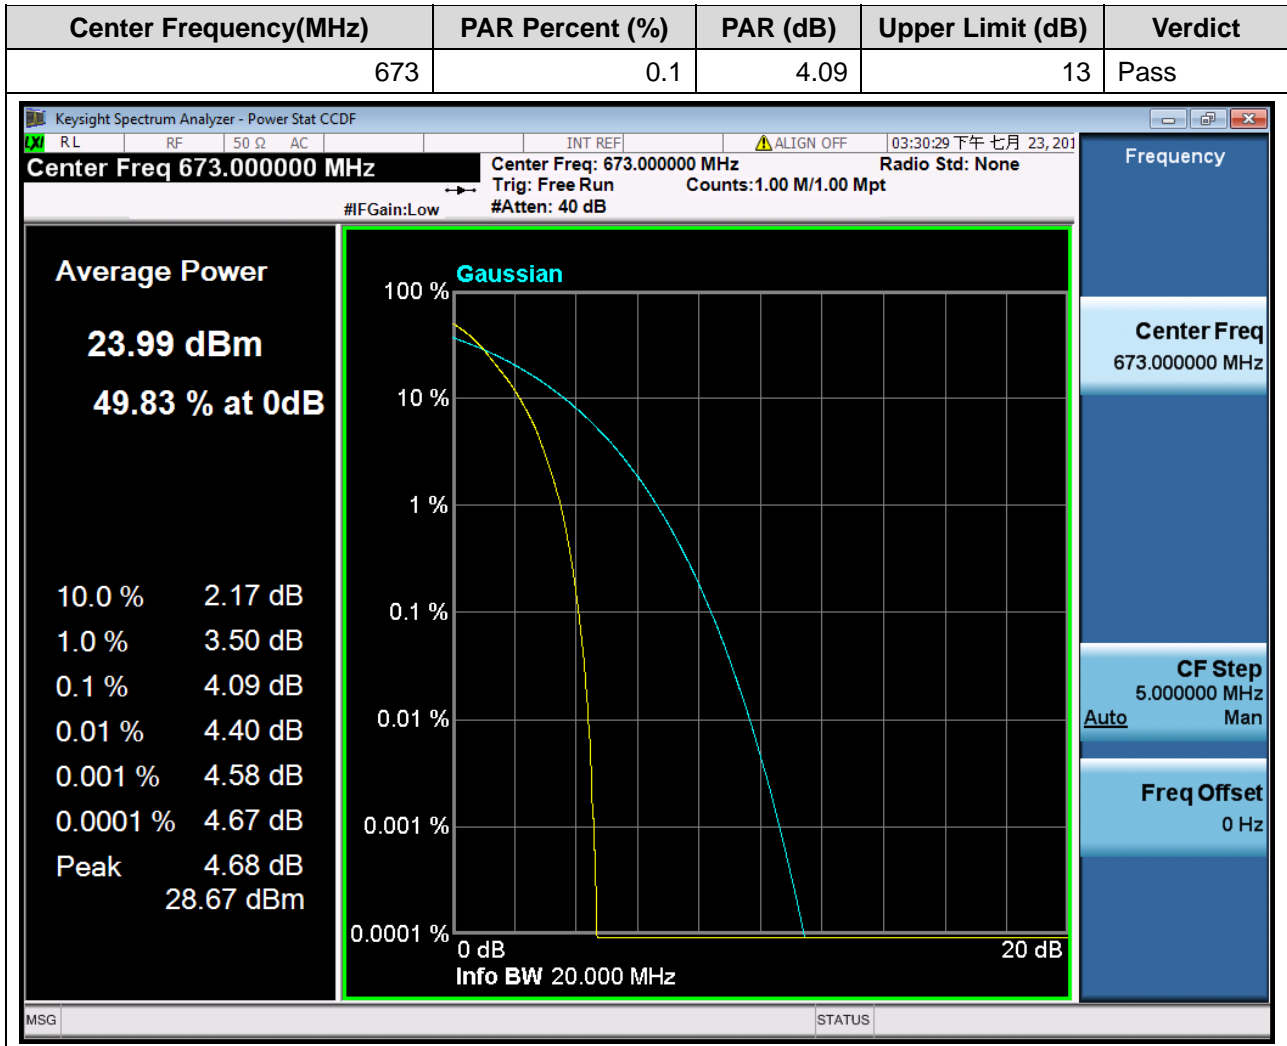 Center Frequency(MHz) PAR Percent (%) PAR (dB) Upper Limit (dB) Verdict
673 0.1 4.09 13 Pass
Keysight Spectrum Analyzer - Power Stat CCDF
LXI RL RF 50 Ω AC INT REF ALIGN OFF 03:30:29 下午 七月 23, 201
Center Freq 673.000000 MHz
#IFGain:Low
Center Freq: 673.000000 MHz Radio Std: None
Trig: Free Run Counts:1.00 M/1.00 Mpt
#Atten: 40 dB
Average Power
23.99 dBm
49.83 % at 0dB
10.0 % 2.17 dB
1.0 % 3.50 dB
0.1 % 4.09 dB
0.01 % 4.40 dB
0.001 % 4.58 dB
0.0001 % 4.67 dB
Peak 4.68 dB
28.67 dBm
Gaussian
100 %
10 %
1 %
0.1 %
0.01 %
0.001 %
0.0001 %
0 dB 20 dB
Info BW 20.000 MHz
Frequency
Center Freq
673.000000 MHz
CF Step
5.000000 MHz
Auto Man
Freq Offset
0 Hz
MSG STATUS